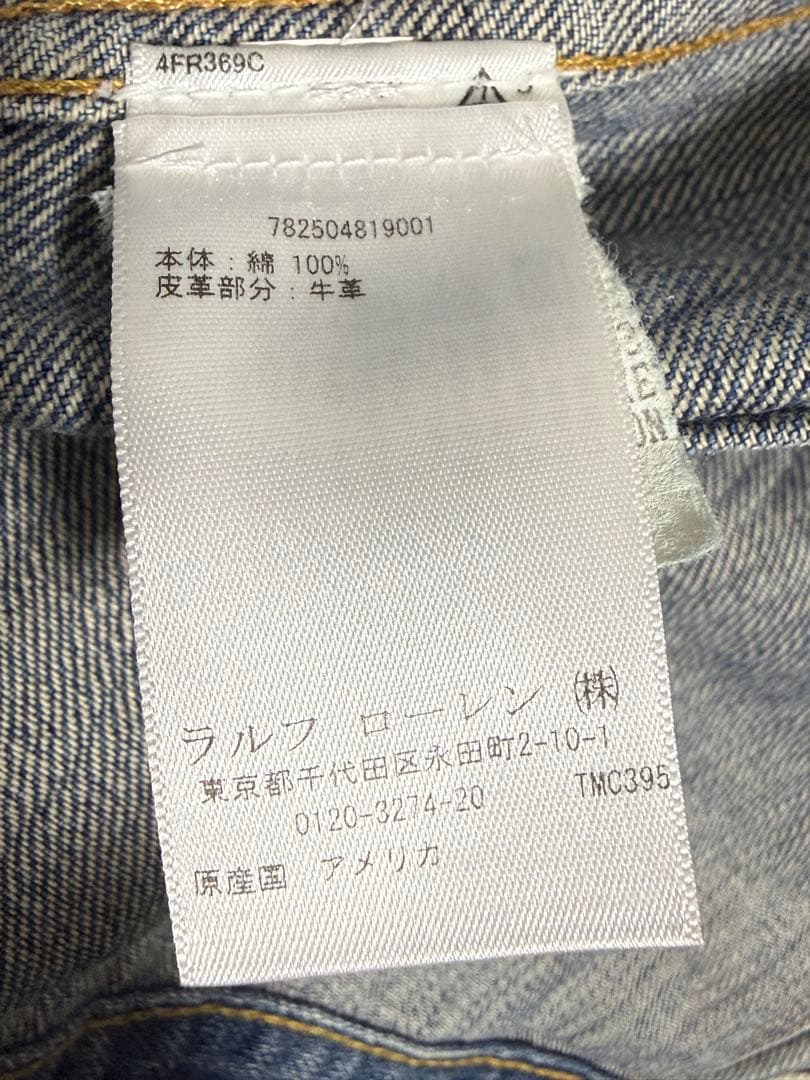 4FR369C
782504819001
本体：綿 100%
皮革部分：牛革
ラルフ ローレン ㈱
東京都千代田区永田町2-10-1
0120-3274-20 TMC395
原産国 アメリカ